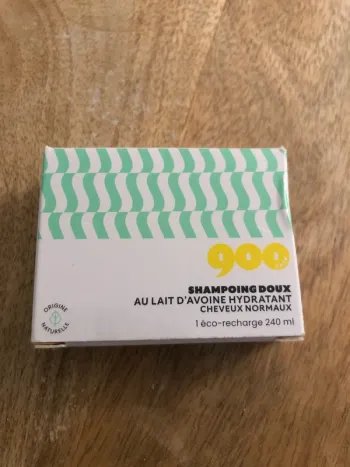 900
SHAMPOING DOUX
AU LAIT D'AVOINE HYDRATANT
CHEVEUX NORMAUX
1 éco-recharge 240 ml
ORIGINE
NATURELLE